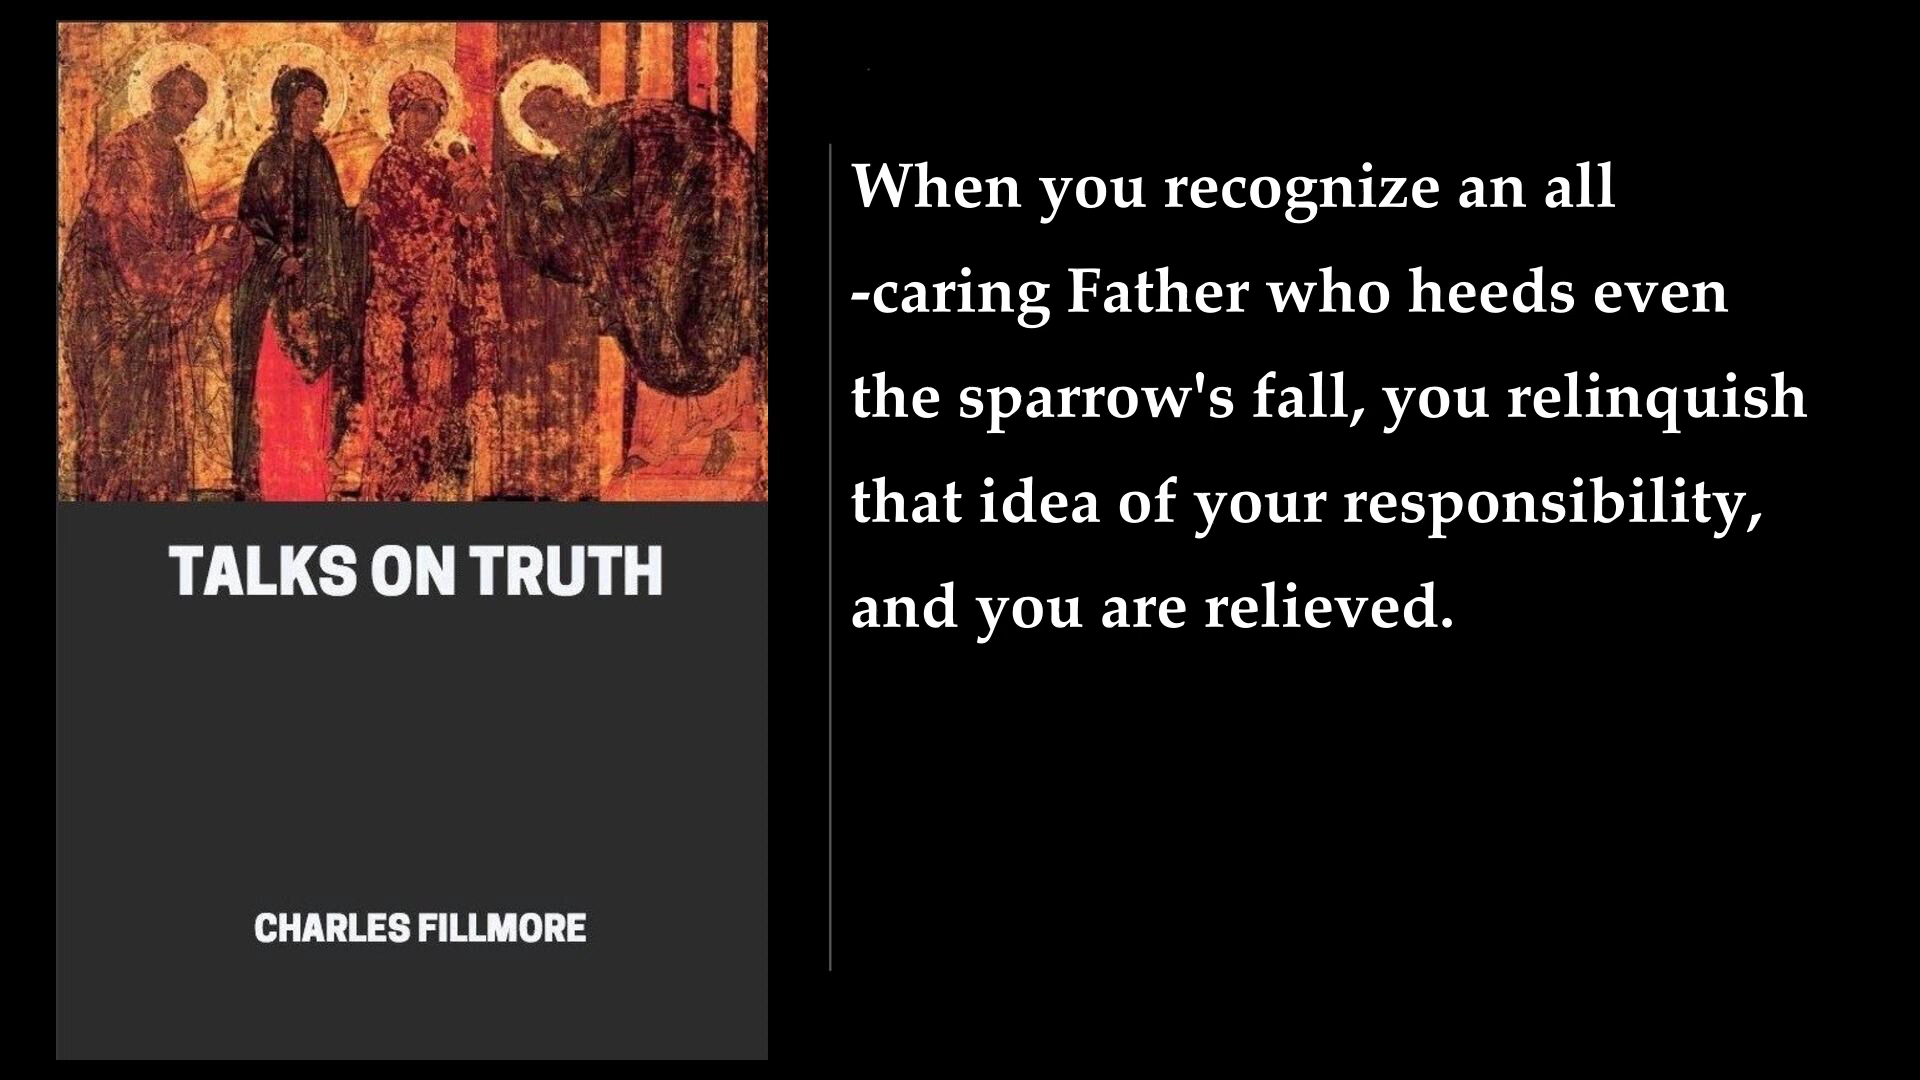 TALKS ON TRUTH
CHARLES FILLMORE
When you recognize an all
-caring Father who heeds even
the sparrow's fall, you relinquish
that idea of your responsibility,
and you are relieved.